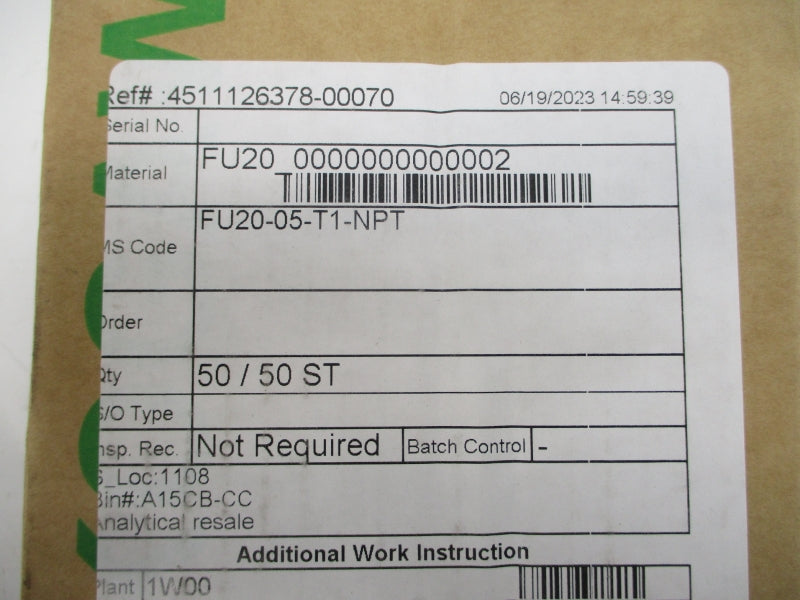 Ref# :4511126378-00070 06/19/2023 14:59:39
Serial No.
Material FU20 0000000000002
MS Code FU20-05-T1-NPT
Order
Qty 50 / 50 ST
S/O Type
Insp. Rec. Not Required Batch Control -
S_Loc:1108
Bin#:A15CB-CC
Analytical resale
Additional Work Instruction
Plant 1W00